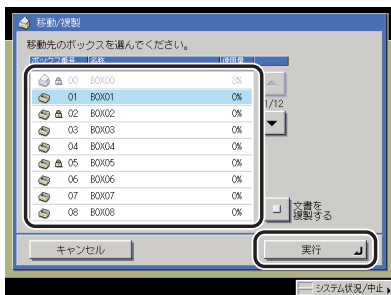 移動/複製
移動先のボックスを選んでください。
ボックス番号 名称 使用量
00 BOX00 3%
01 BOX01 0%
02 BOX02 0%
03 BOX03 0%
04 BOX04 0%
05 BOX05 0%
06 BOX06 0%
07 BOX07 0%
08 BOX08 0%
1/12
文書を
複製する
キャンセル
実行
システム状況/中止